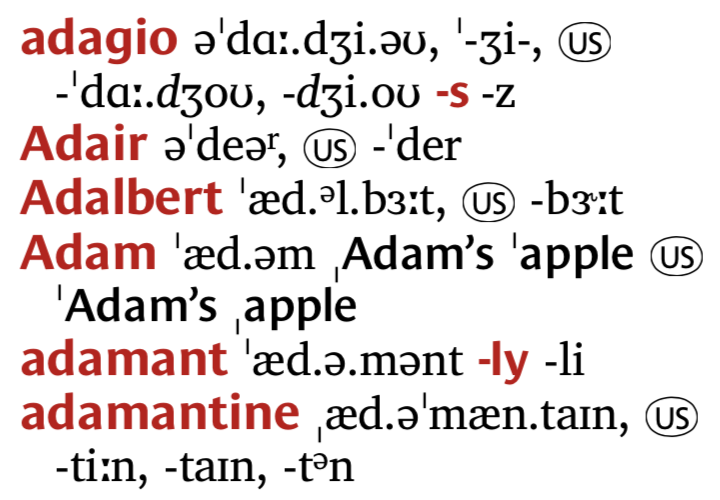 adagio əˈdɑː.dʒi.əʊ, ˈ-ʒi-, US
-ˈdɑː.dʒoʊ, -dʒi.oʊ -s -z
Adair əˈdeəʳ, US -ˈder
Adalbert ˈæd.ᵊl.bɜːt, US -bɝːt
Adam ˈæd.əm ˌAdam’s ˈapple US
ˈAdam’s ˌapple
adamant ˈæd.ə.mənt -ly -li
adamantine ˌæd.əˈmæn.taɪn, US
-tiːn, -taɪn, -tᵊn